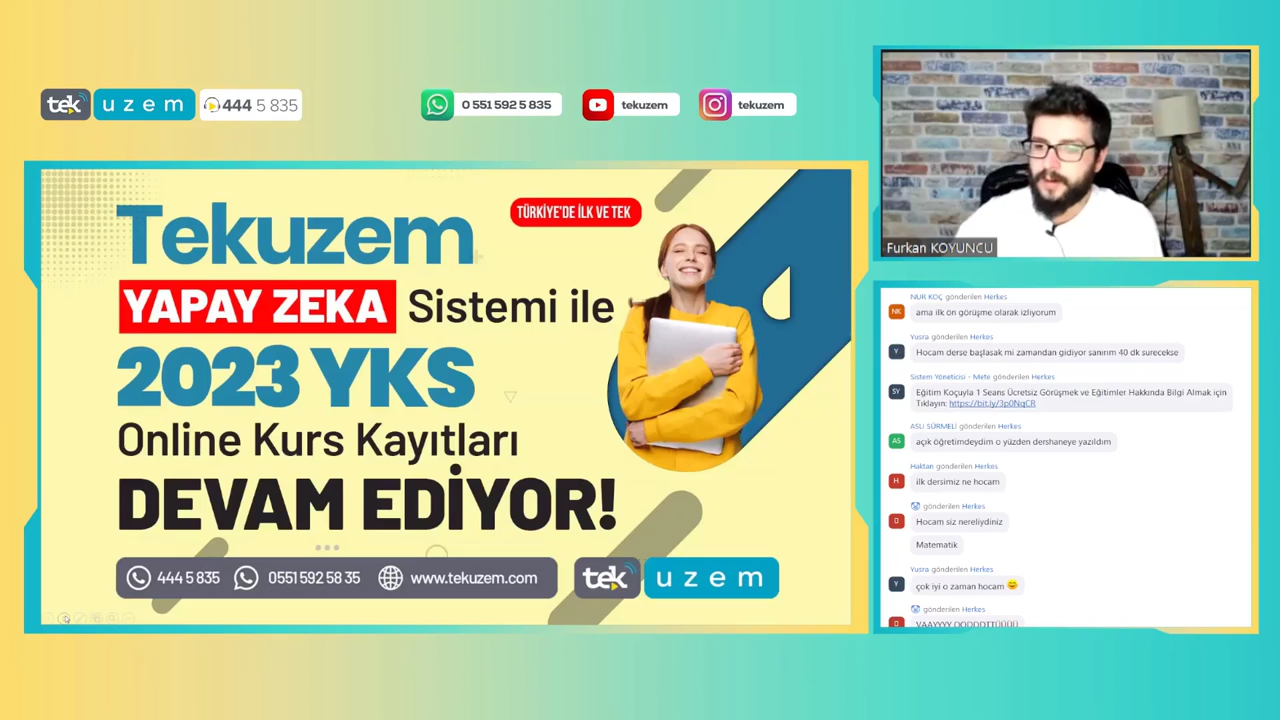 tek uzem 444 5 835
0 551 592 5 835
tekuzem
tekuzem
Tekuzem
TÜRKİYE'DE İLK VE TEK
YAPAY ZEKA Sistemi ile
2023 YKS
Online Kurs Kayıtları
DEVAM EDİYOR!
444 5 835 0551 592 58 35 www.tekuzem.com
tek uzem
Furkan KOYUNCU
NUR KOÇ gönderilen Herkes
NK
ama ilk ön görüşme olarak izliyorum
Yusra gönderilen Herkes
Y
Hocam derse başlasak mi zamandan gidiyor sanırım 40 dk surecekse
Sistem Yöneticisi - Mete gönderilen Herkes
SY
Eğitim Koçuyla 1 Seans Ücretsiz Görüşmek ve Eğitimler Hakkında Bilgi Almak için
Tıklayın: https://bit.ly/3p0NqCR
ASLI SÜRMELİ gönderilen Herkes
AS
açık öğretimdeydim o yüzden dershaneye yazıldım
Haktan gönderilen Herkes
H
ilk dersimiz ne hocam
gönderilen Herkes
Hocam siz nereliydiniz
Matematik
Yusra gönderilen Herkes
Y
çok iyi o zaman hocam 😄
gönderilen Herkes